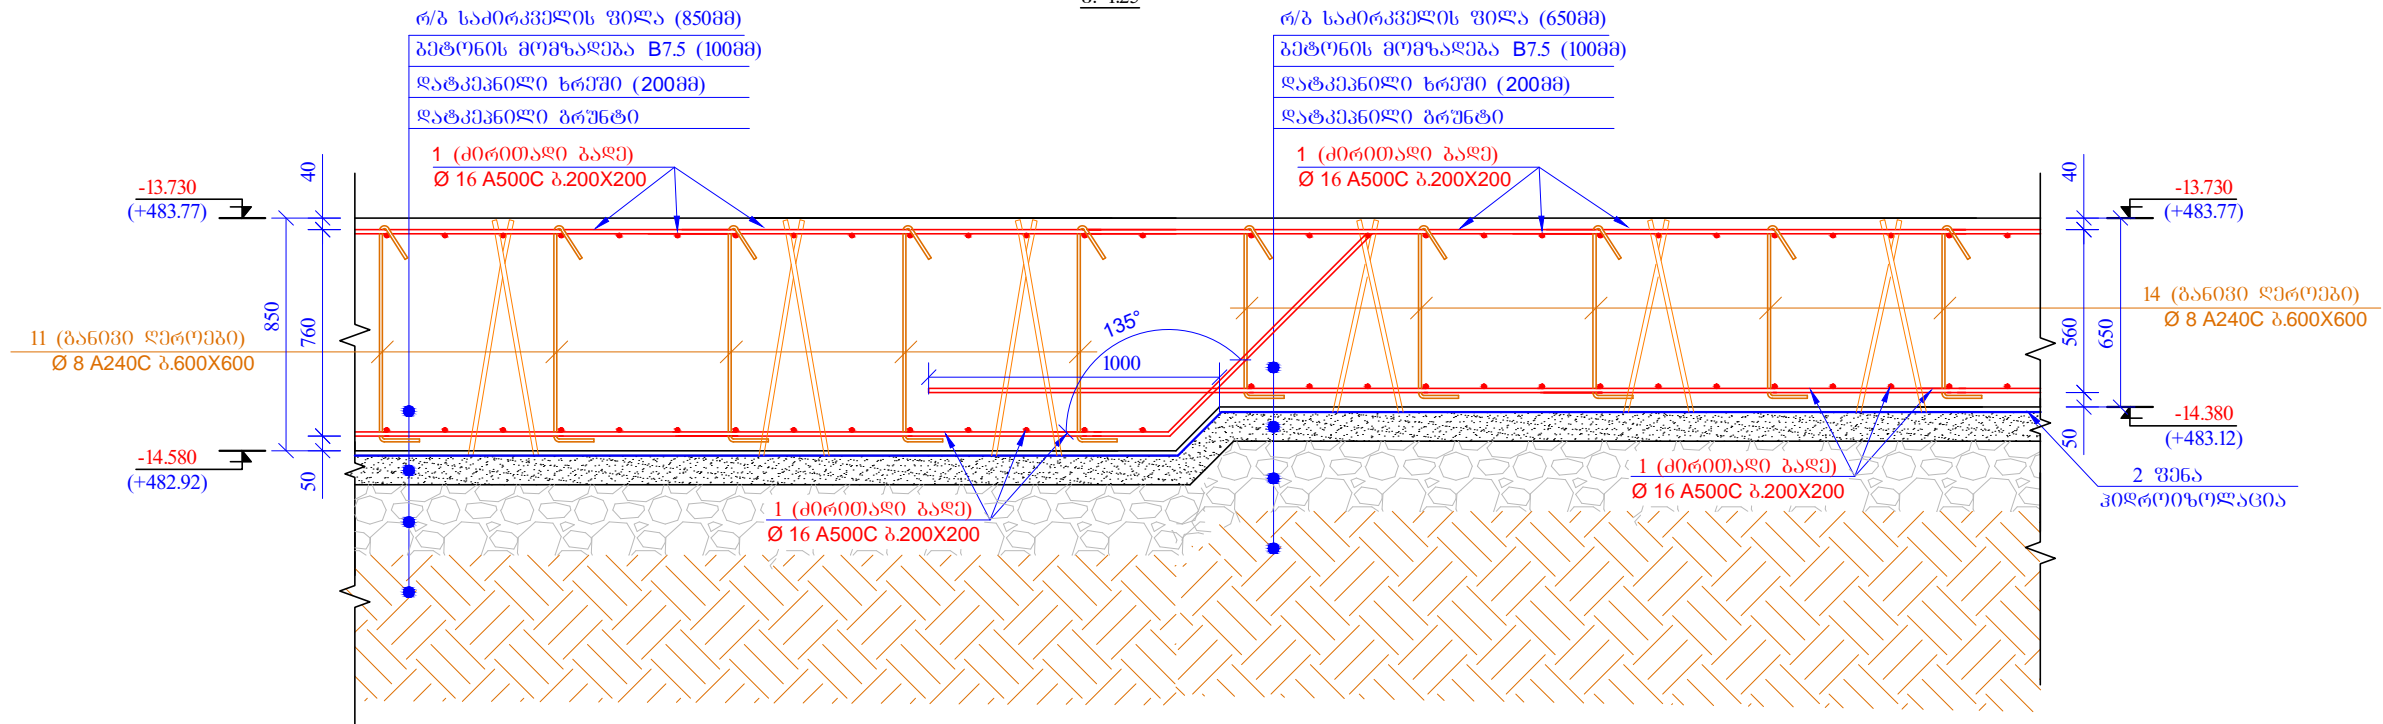 რ/ბ საძირკველის ფილა (850მმ)
ბეტონის მომზადება B7.5 (100მმ)
დატკეპნილი ხრეში (200მმ)
დატკეპნილი გრუნტი
1 (ძირითადი ბადე)
Ø 16 A500C ბ.200X200
რ/ბ საძირკველის ფილა (650მმ)
ბეტონის მომზადება B7.5 (100მმ)
დატკეპნილი ხრეში (200მმ)
დატკეპნილი გრუნტი
1 (ძირითადი ბადე)
Ø 16 A500C ბ.200X200
40
-13.730
(+483.77)
850
760
11 (განივი ღეროები)
Ø 8 A240C ბ.600X600
-14.580
(+482.92)
50
135°
1000
1 (ძირითადი ბადე)
Ø 16 A500C ბ.200X200
40
-13.730
(+483.77)
14 (განივი ღეროები)
Ø 8 A240C ბ.600X600
560
650
-14.380
(+483.12)
50
1 (ძირითადი ბადე)
Ø 16 A500C ბ.200X200
2 ფენა
ჰიდროიზოლაცია